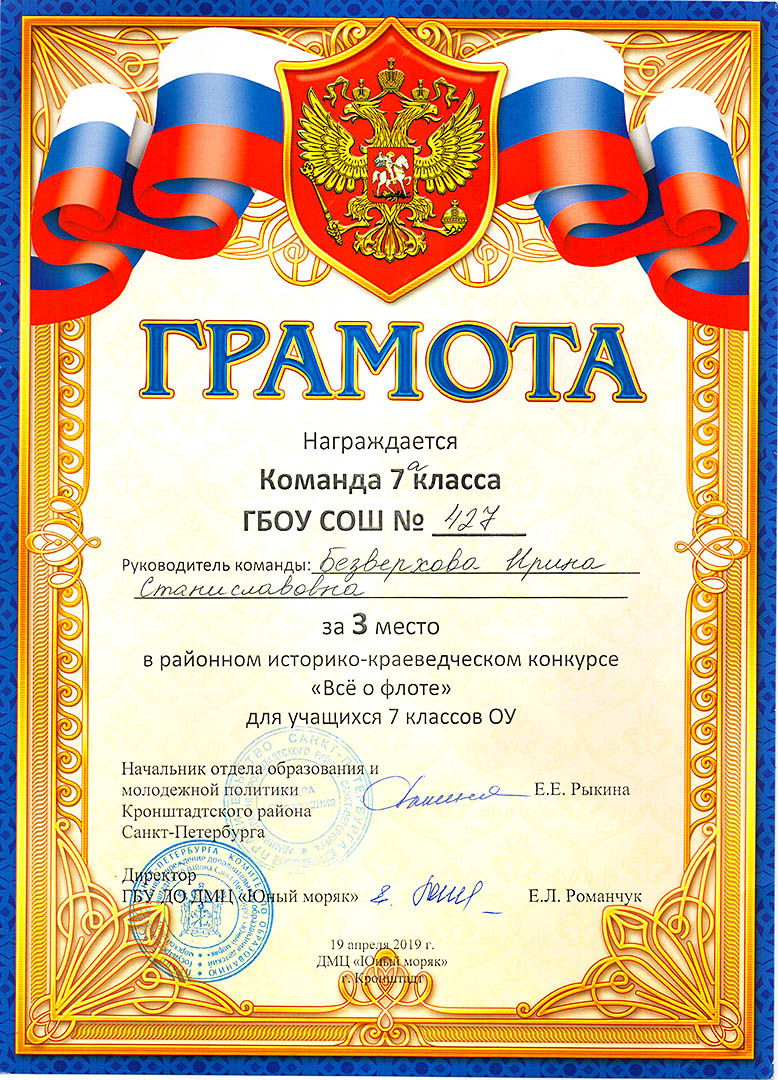 ГРАМОТА
Награждается
Команда 7а класса
ГБОУ СОШ № 427
Руководитель команды: Безверхова Ирина
Станиславовна
за 3 место
в районном историко-краеведческом конкурсе
«Всё о флоте»
для учащихся 7 классов ОУ
Начальник отдела образования и
молодежной политики
Е.Е. Рыкина
Кронштадтского района
Санкт-Петербурга
Директор
ГБУ ДО ДМЦ «Юный моряк»
Е.Л. Романчук
19 апреля 2019 г.
ДМЦ «Юный моряк»
г. Кронштадт